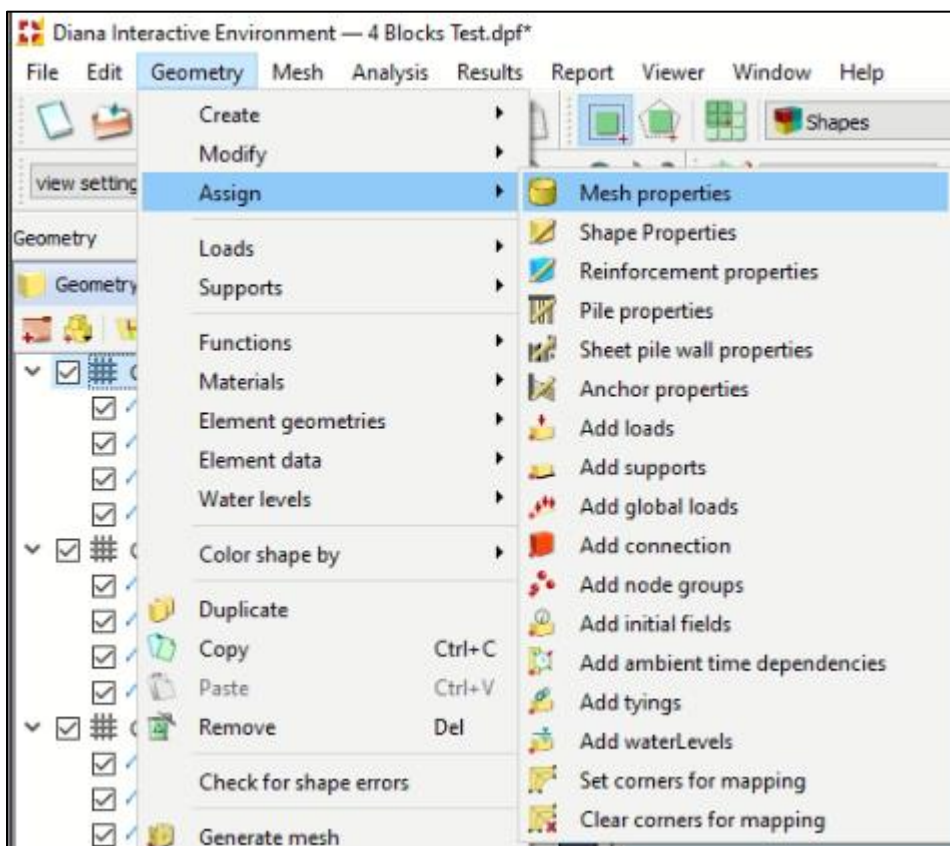 Diana Interactive Environment — 4 Blocks Test.dpf*
File Edit Geometry Mesh Analysis Results Report Viewer Window Help
Shapes
view setting
Geometry
Geometry
Create
Modify
Assign
Loads
Supports
Functions
Materials
Element geometries
Element data
Water levels
Color shape by
Duplicate
Copy Ctrl+C
Paste Ctrl+V
Remove Del
Check for shape errors
Generate mesh
Mesh properties
Shape Properties
Reinforcement properties
Pile properties
Sheet pile wall properties
Anchor properties
Add loads
Add supports
Add global loads
Add connection
Add node groups
Add initial fields
Add ambient time dependencies
Add tyings
Add waterLevels
Set corners for mapping
Clear corners for mapping